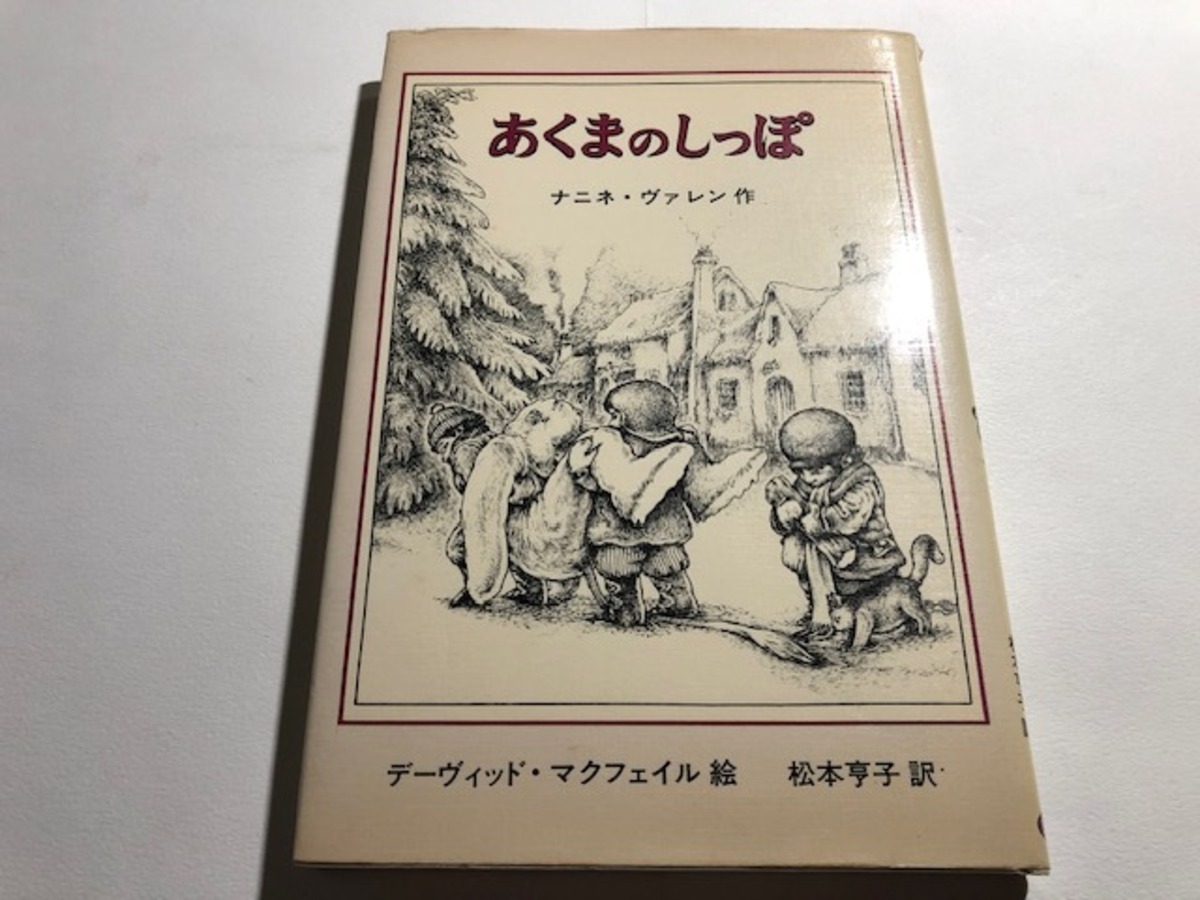 あくまのしっぽ
ナニネ・ヴァレン 作
デーヴィッド・マクフェイル 絵　松本亨子 訳